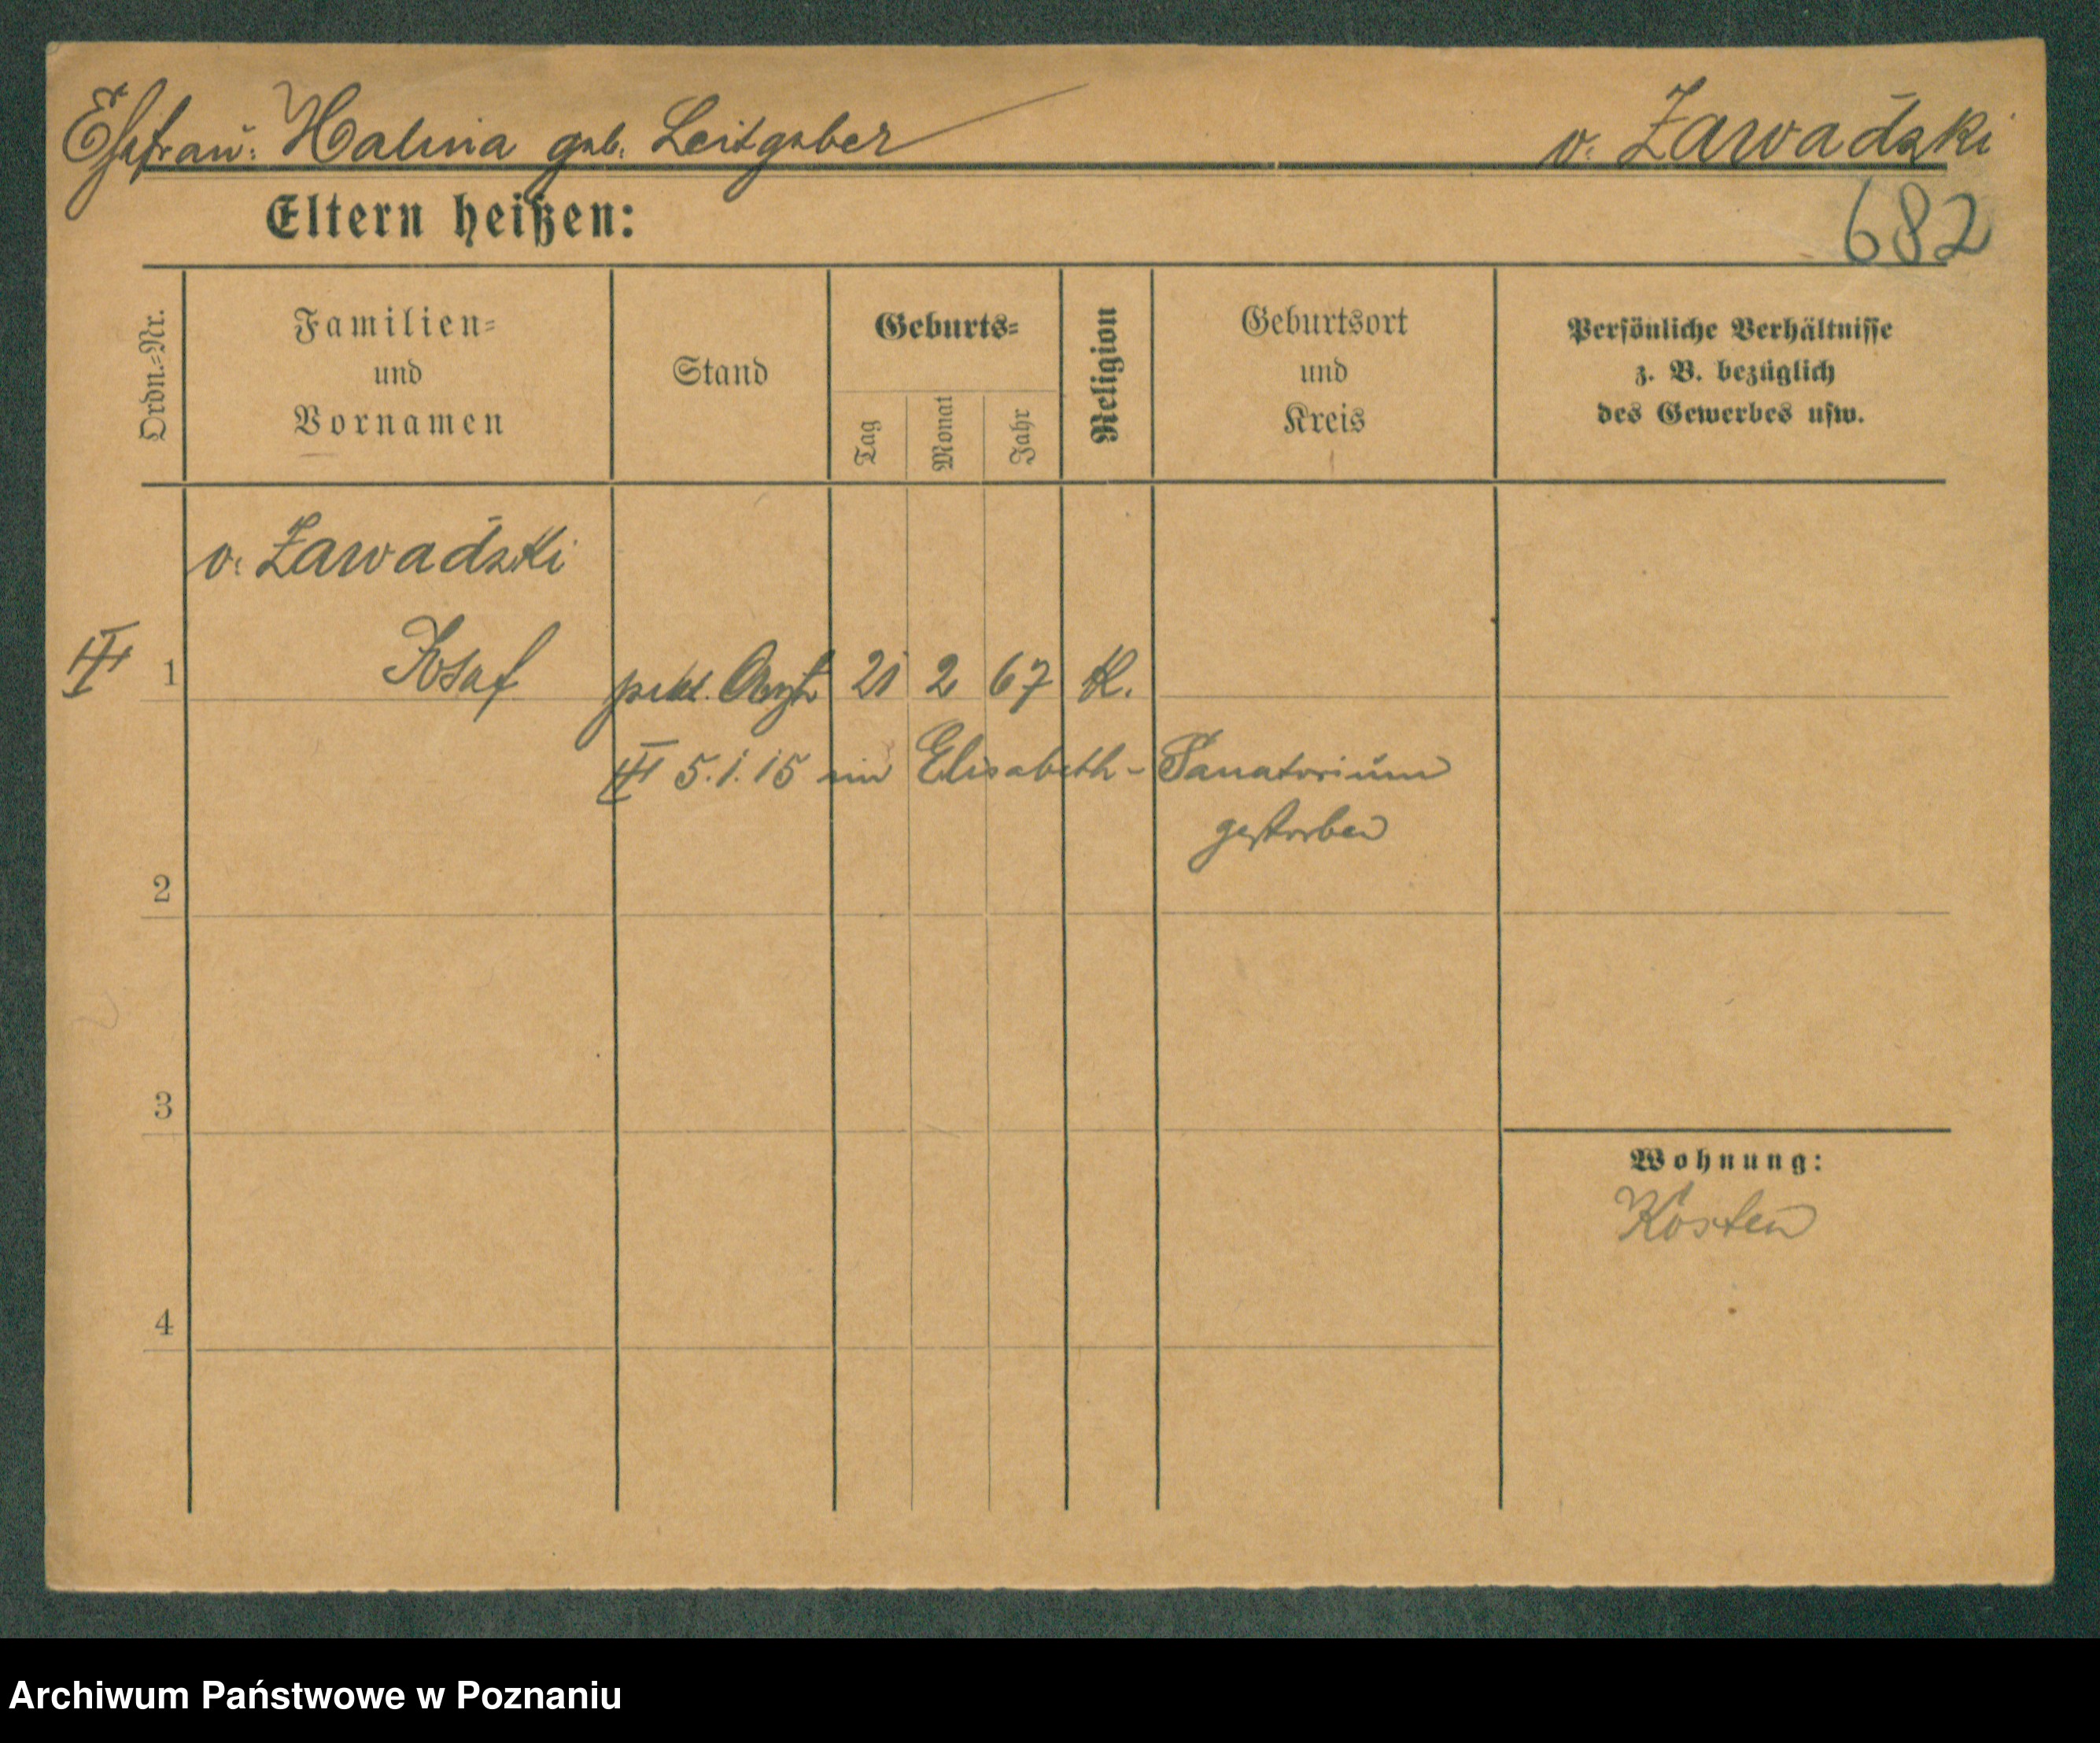 Ehefrau: Halina geb. Leitgeber v. Zawadzki
682
Eltern heißen:
Ordn.=Nr.
Familien=
und
Vornamen
Stand
Geburts=
Tag
Monat
Jahr
Religion
Geburtsort
und
Kreis
Persönliche Verhältnisse
z. B. bezüglich
des Gewerbes usw.
v. Zawadzki
1 Josef prkt. Arzt 21 2 67 K.
5.1.15 im Elisabeth-Sanatorium
gestorben
2
3
4
Wohnung:
Kosten
Archiwum Państwowe w Poznaniu